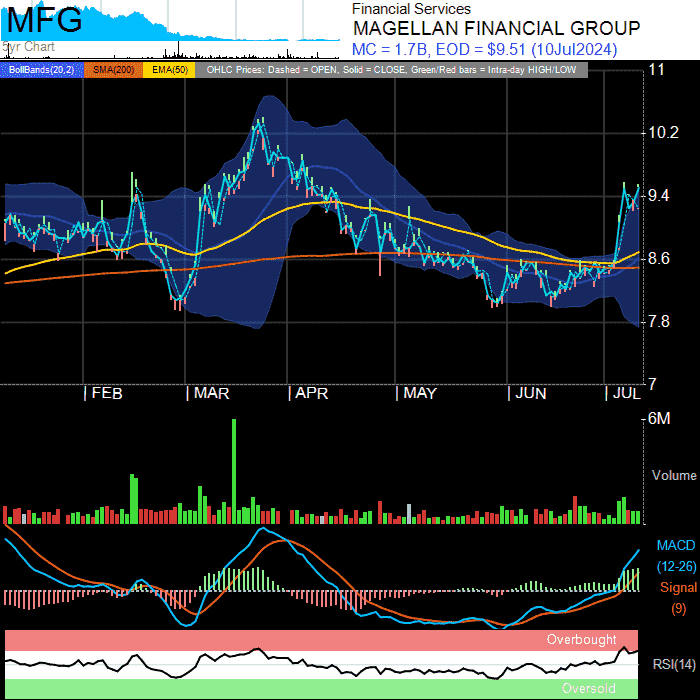 MFG
5yr Chart
Financial Services
MAGELLAN FINANCIAL GROUP
MC = 1.7B, EOD = $9.51 (10Jul2024)
BollBands(20,2) SMA(200) EMA(50) OHLC Prices: Dashed = OPEN, Solid = CLOSE, Green/Red bars = Intra-day HIGH/LOW
11
10.2
9.4
8.6
7.8
7
FEB MAR APR MAY JUN JUL
6M
Volume
MACD
(12-26)
Signal
(9)
Overbought
RSI(14)
Oversold